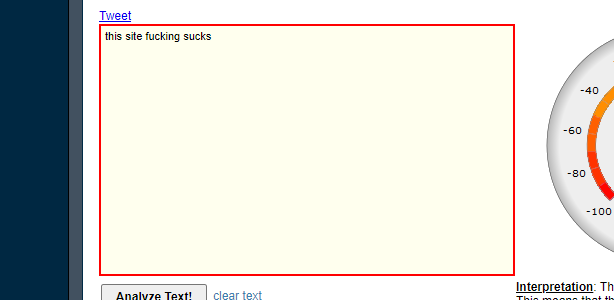 Tweet
this site fucking sucks
-40
-60
-80
-100
Analyze Text! clear text
Interpretation: Th
This means that th